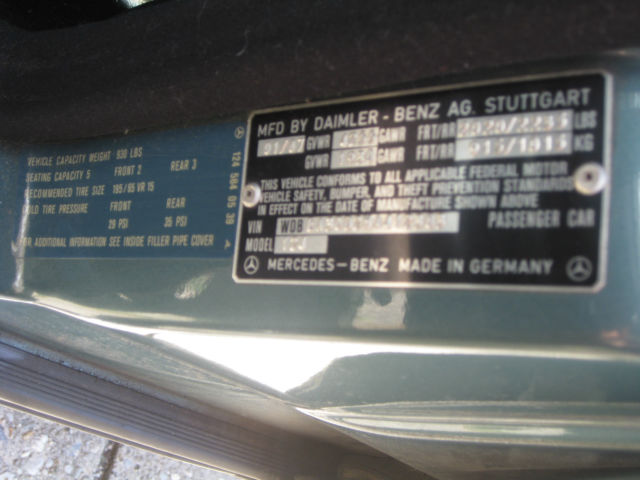 VEHICLE CAPACITY WEIGHT 930 LBS
SEATING CAPACITY 5 FRONT 2 REAR 3
RECOMMENDED TIRE SIZE 195/65 VR 15
COLD TIRE PRESSURE FRONT REAR
29 PSI 35 PSI
FOR ADDITIONAL INFORMATION SEE INSIDE FILLER PIPE COVER
124 584 05 39
MFD BY DAIMLER-BENZ AG. STUTTGART
GVWR GAWR FRT/RR LBS
GVWR GAWR FRT/RR KG
THIS VEHICLE CONFORMS TO ALL APPLICABLE FEDERAL MOTOR
VEHICLE SAFETY, BUMPER, AND THEFT PREVENTION STANDARDS
IN EFFECT ON THE DATE OF MANUFACTURE SHOWN ABOVE
VIN WDB PASSENGER CAR
MODEL
MERCEDES-BENZ MADE IN GERMANY